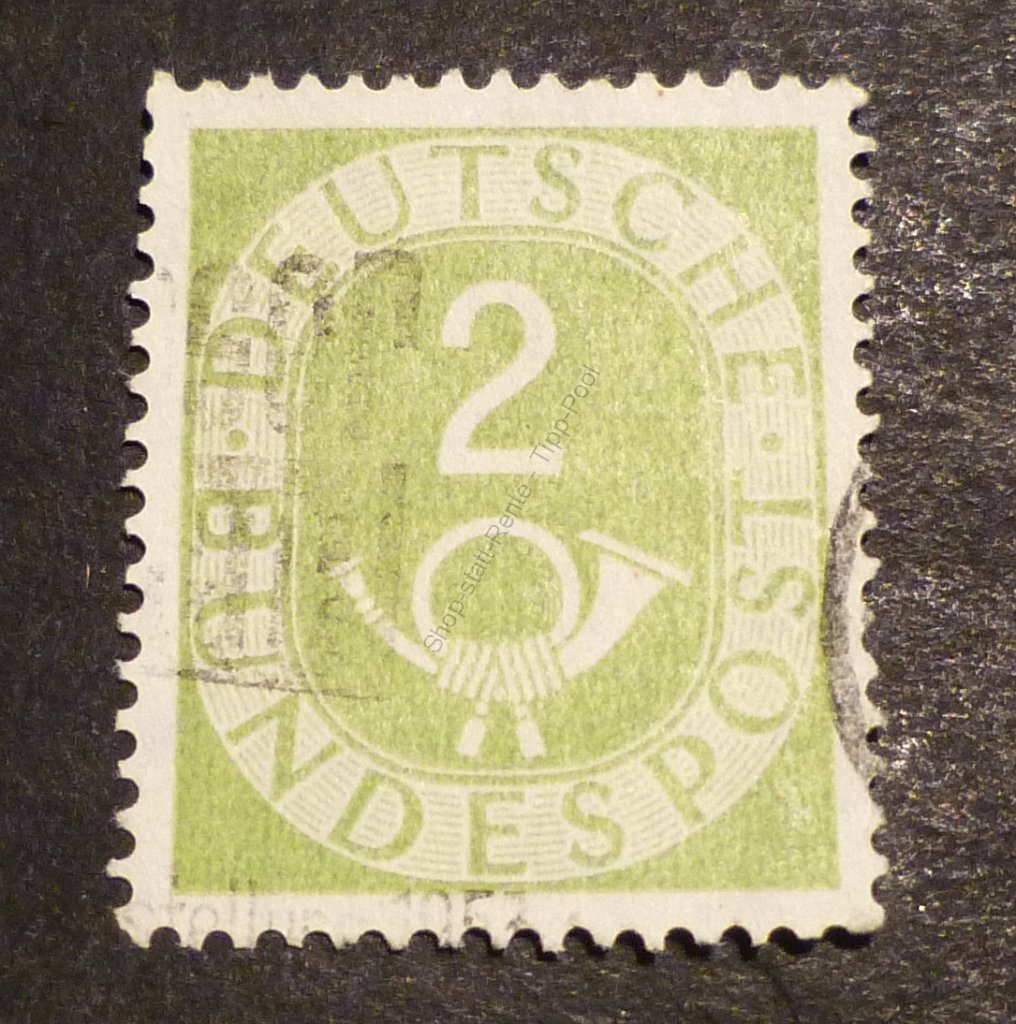 DEUTSCHE BUNDESPOST
2
Shop-statt-Rente - Tipp-Pool